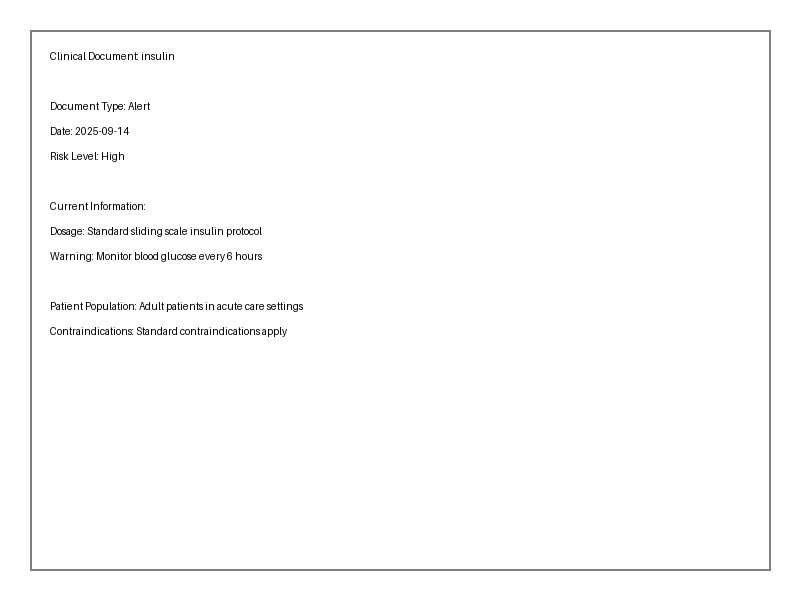 Clinical Document: insulin
Document Type: Alert
Date: 2025-09-14
Risk Level: High
Current Information:
Dosage: Standard sliding scale insulin protocol
Warning: Monitor blood glucose every 6 hours
Patient Population: Adult patients in acute care settings
Contraindications: Standard contraindications apply